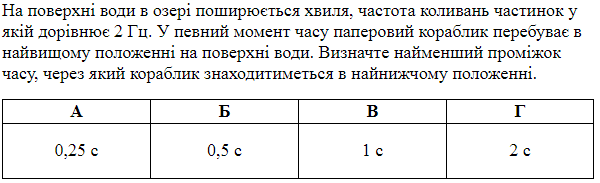 На поверхні води в озері поширюється хвиля, частота коливань частинок у
якій дорівнює 2 Гц. У певний момент часу паперовий кораблик перебуває в
найвищому положенні на поверхні води. Визначте найменший проміжок
часу, через який кораблик знаходитиметься в найнижчому положенні.
А Б В Г
0,25 с 0,5 с 1 с 2 с